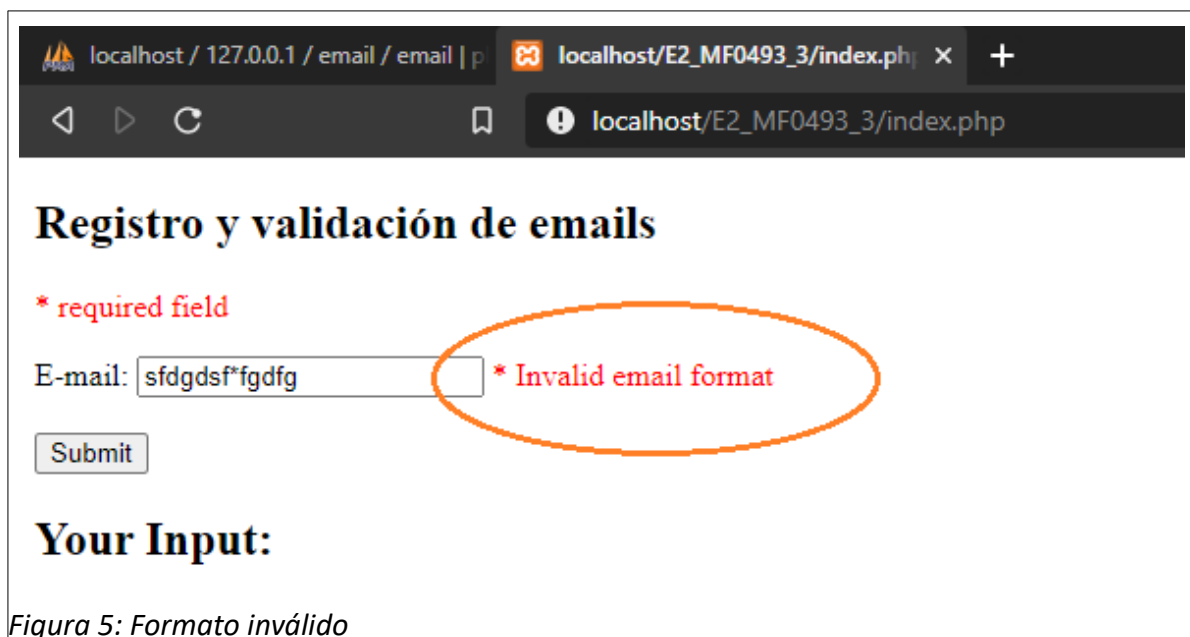 localhost / 127.0.0.1 / email / email | p
localhost/E2_MF0493_3/index.ph
localhost/E2_MF0493_3/index.php
Registro y validación de emails
* required field
E-mail: sfdgdsf*fgdfg * Invalid email format
Submit
Your Input:
Figura 5: Formato inválido